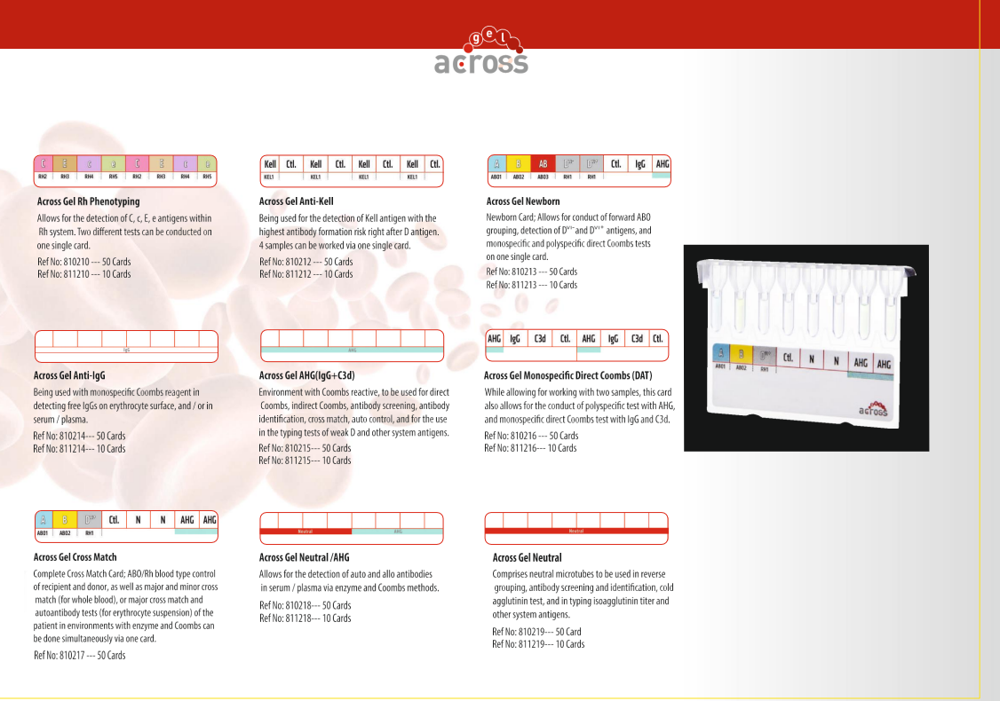 gel
across
C E c e C E c e
RH2 RH3 RH4 RH5 RH2 RH3 RH4 RH5
Across Gel Rh Phenotyping
Allows for the detection of C, c, E, e antigens within
Rh system. Two different tests can be conducted on
one single card.
Ref No: 810210 --- 50 Cards
Ref No: 811210 --- 10 Cards
Kell Ctl. Kell Ctl. Kell Ctl. Kell Ctl.
KEL1 KEL1 KEL1 KEL1
Across Gel Anti-Kell
Being used for the detection of Kell antigen with the
highest antibody formation risk right after D antigen.
4 samples can be worked via one single card.
Ref No: 810212 --- 50 Cards
Ref No: 811212 --- 10 Cards
A B AB D D Ctl. IgG AHG
ABO1 ABO2 ABO3 RH1 RH1
Across Gel Newborn
Newborn Card; Allows for conduct of forward ABO
grouping, detection of DVI- and DVI+ antigens, and
monospecific and polyspecific direct Coombs tests
on one single card.
Ref No: 810213 --- 50 Cards
Ref No: 811213 --- 10 Cards
IgG
Across Gel Anti-IgG
Being used with monospecific Coombs reagent in
detecting free IgGs on erythrocyte surface, and / or in
serum / plasma.
Ref No: 810214--- 50 Cards
Ref No: 811214--- 10 Cards
AHG
Across Gel AHG(IgG+C3d)
Environment with Coombs reactive, to be used for direct
Coombs, indirect Coombs, antibody screening, antibody
identification, cross match, auto control, and for the use
in the typing tests of weak D and other system antigens.
Ref No: 810215--- 50 Cards
Ref No: 811215--- 10 Cards
AHG IgG C3d Ctl. AHG IgG C3d Ctl.
Across Gel Monospecific Direct Coombs (DAT)
While allowing for working with two samples, this card
also allows for the conduct of polyspecific test with AHG,
and monospecific direct Coombs test with IgG and C3d.
Ref No: 810216 --- 50 Cards
Ref No: 811216--- 10 Cards
A B D Ctl. N N AHG AHG
ABO1 ABO2 RH1
across
A B D Ctl. N N AHG AHG
ABO1 ABO2 RH1
Across Gel Cross Match
Complete Cross Match Card; ABO/Rh blood type control
of recipient and donor, as well as major and minor cross
match (for whole blood), or major cross match and
autoantibody tests (for erythrocyte suspension) of the
patient in environments with enzyme and Coombs can
be done simultaneously via one card.
Ref No: 810217 --- 50 Cards
Neutral AHG
Across Gel Neutral /AHG
Allows for the detection of auto and allo antibodies
in serum / plasma via enzyme and Coombs methods.
Ref No: 810218--- 50 Cards
Ref No: 811218--- 10 Cards
Neutral
Across Gel Neutral
Comprises neutral microtubes to be used in reverse
grouping, antibody screening and identification, cold
agglutinin test, and in typing isoagglutinin titer and
other system antigens.
Ref No: 810219--- 50 Card
Ref No: 811219--- 10 Cards